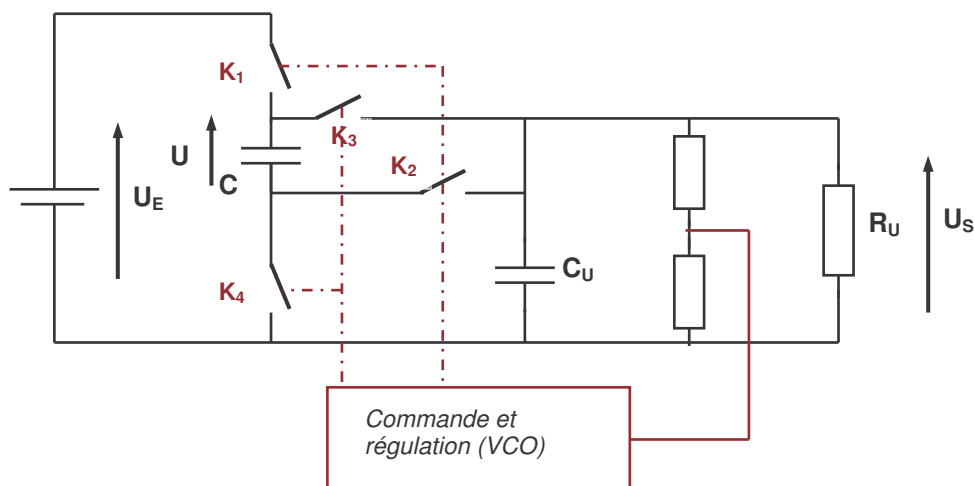 K1
K3
U
C
UE
K2
K4
CU
RU
US
Commande et
régulation (VCO)